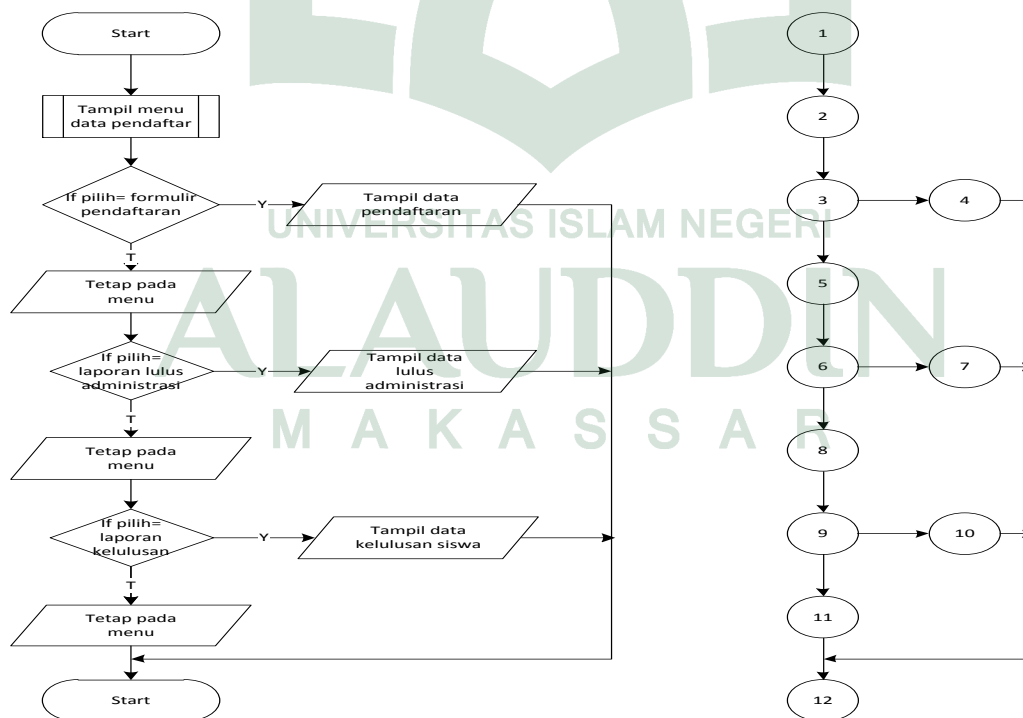 Start
Tampil menu
data pendaftar
If pilih= formulir
pendaftaran
Y
Tampil data
pendaftaran
T
Tetap pada
menu
If pilih=
laporan lulus
administrasi
Y
Tampil data
lulus
administrasi
T
Tetap pada
menu
If pilih=
laporan
kelulusan
Y
Tampil data
kelulusan siswa
T
Tetap pada
menu
Start
1
2
3
4
5
6
7
8
9
10
11
12
UNIVERSITAS ISLAM NEGERI
ALAUDDIN
MAKASSAR